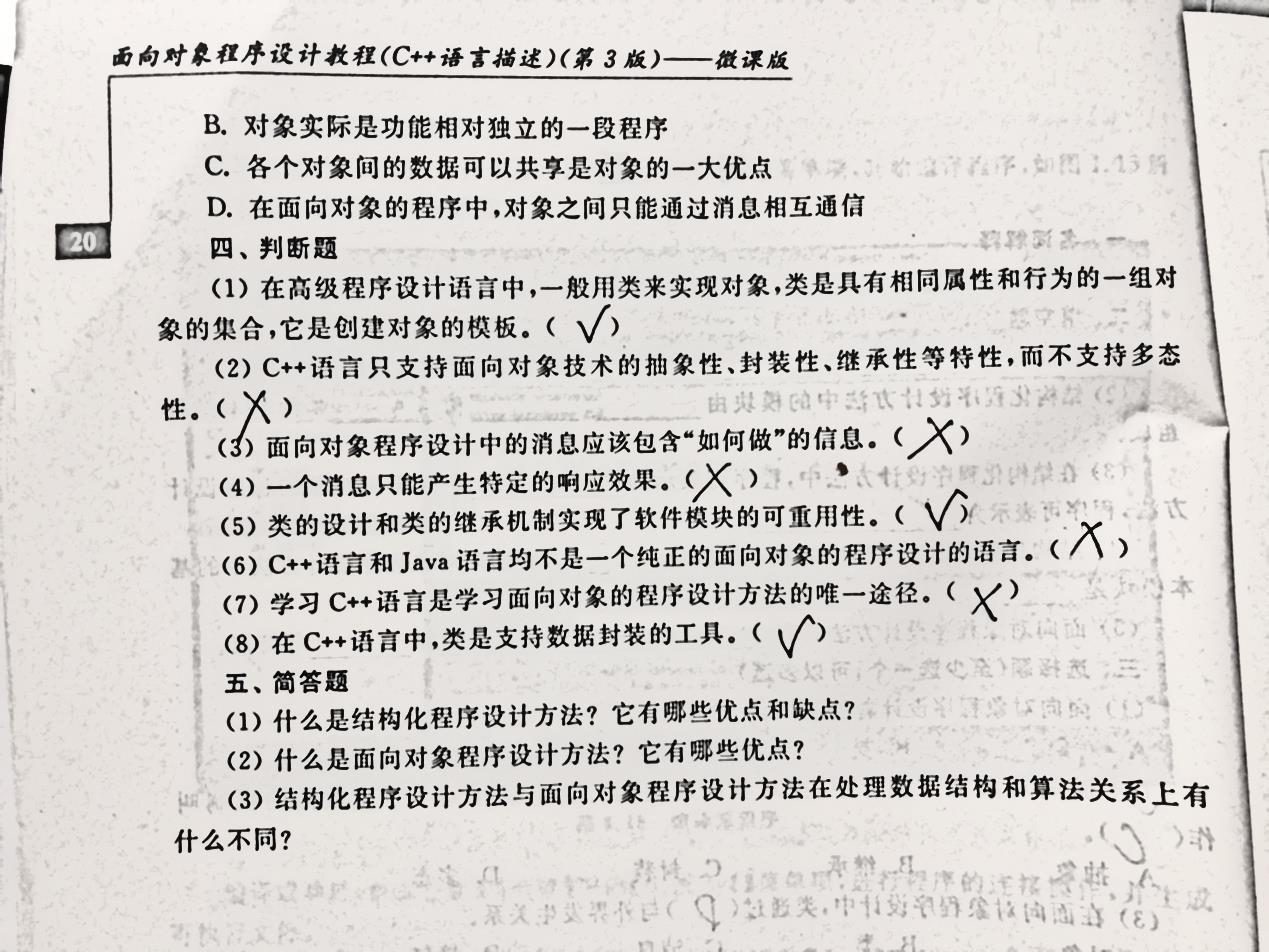 面向对象程序设计教程(C++语言描述)(第3版)——微课版
B. 对象实际是功能相对独立的一段程序
C. 各个对象间的数据可以共享是对象的一大优点
D. 在面向对象的程序中,对象之间只能通过消息相互通信
20
四、判断题
(1) 在高级程序设计语言中,一般用类来实现对象,类是具有相同属性和行为的一组对
象的集合,它是创建对象的模板。( √ )
(2) C++语言只支持面向对象技术的抽象性、封装性、继承性等特性,而不支持多态
性。( X )
(3) 面向对象程序设计中的消息应该包含“如何做”的信息。( X )
(4) 一个消息只能产生特定的响应效果。( X )
(5) 类的设计和类的继承机制实现了软件模块的可重用性。( √ )
(6) C++语言和 Java 语言均不是一个纯正的面向对象的程序设计的语言。( X )
(7) 学习 C++语言是学习面向对象的程序设计方法的唯一途径。( X )
(8) 在 C++语言中,类是支持数据封装的工具。( √ )
五、简答题
(1) 什么是结构化程序设计方法? 它有哪些优点和缺点?
(2) 什么是面向对象程序设计方法? 它有哪些优点?
(3) 结构化程序设计方法与面向对象程序设计方法在处理数据结构和算法关系上有
什么不同?